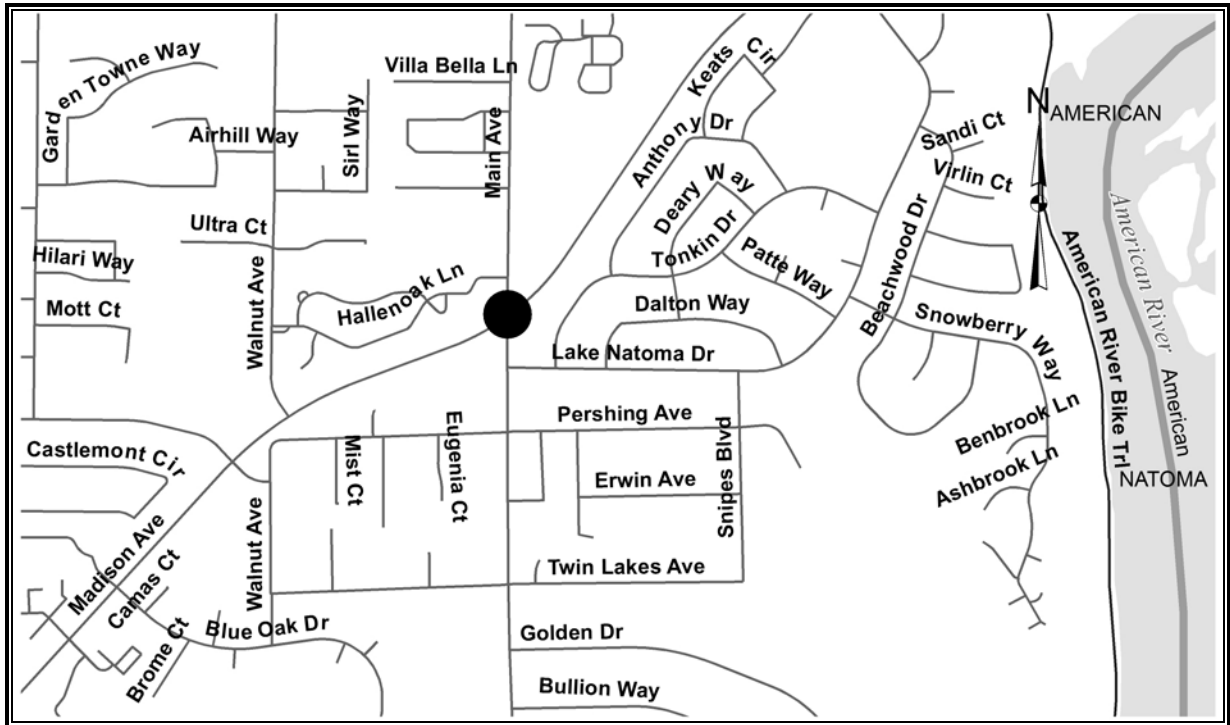 Garden Towne Way
Villa Bella Ln
Keats Cir
Airhill Way
Sirl Way
Main Ave
Anthony Dr
Sandi Ct
N
AMERICAN
Virlin Ct
Deary Way
Ultra Ct
Tonkin Dr
Patte Way
Beachwood Dr
American River
American River Bike Trl
Hilari Way
Walnut Ave
Hallenoak Ln
Mott Ct
Dalton Way
Snowberry Way
Lake Natoma Dr
American
Pershing Ave
Benbrook Ln
Castlemont Cir
Mist Ct
Eugenia Ct
Snipes Blvd
Erwin Ave
Ashbrook Ln
NATOMA
Madison Ave
Walnut Ave
Camas Ct
Twin Lakes Ave
Brome Ct
Blue Oak Dr
Golden Dr
Bullion Way